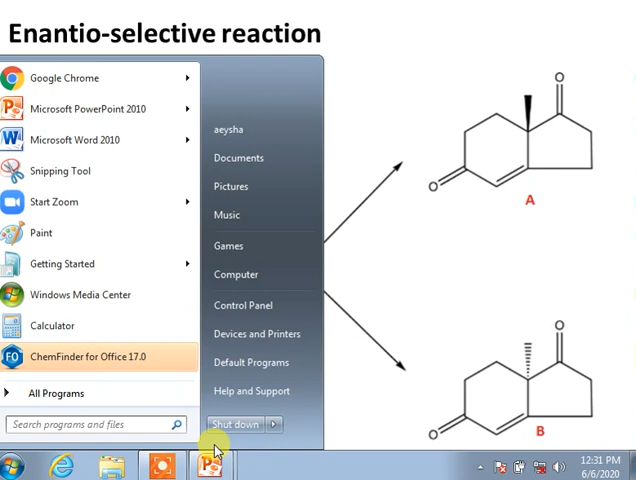 Enantio-selective reaction
Google Chrome
Microsoft PowerPoint 2010
Microsoft Word 2010
Snipping Tool
Start Zoom
Paint
Getting Started
Windows Media Center
Calculator
FO ChemFinder for Office 17.0
All Programs
Search programs and files
aeysha
Documents
Pictures
Music
Games
Computer
Control Panel
Devices and Printers
Default Programs
Help and Support
Shut down
O
O
A
O
O
B
12:31 PM
6/6/2020